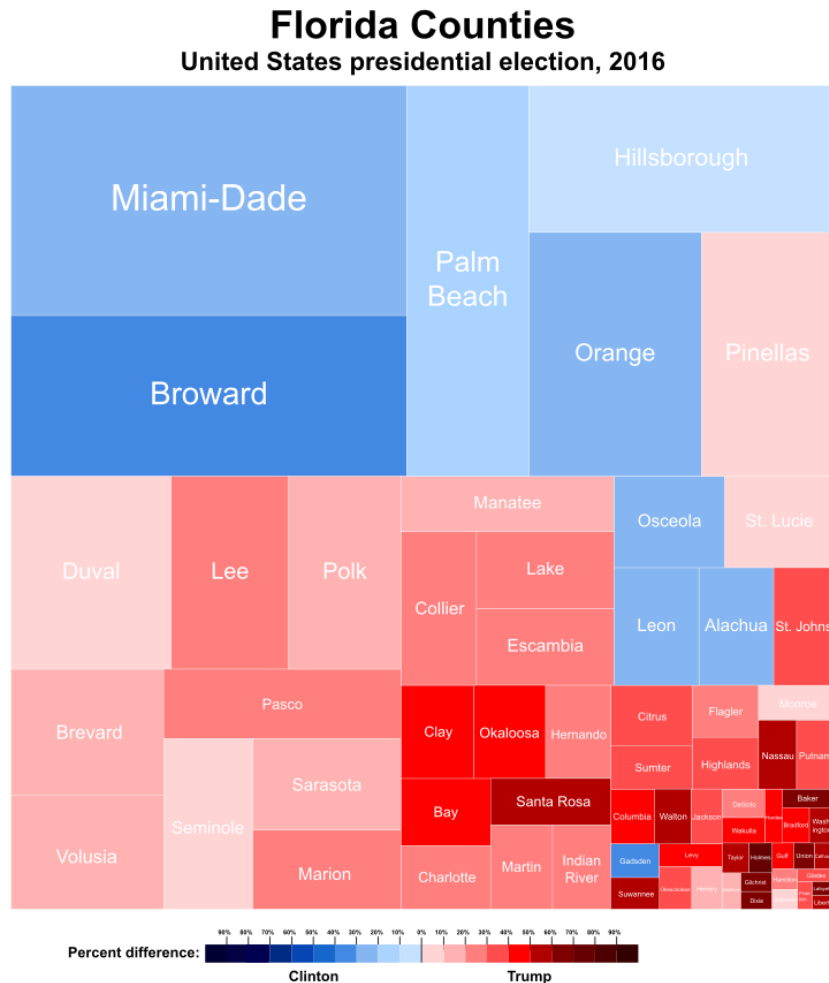 Florida Counties
United States presidential election, 2016
Miami-Dade
Palm
Beach
Hillsborough
Broward
Orange
Pinellas
Duval
Lee
Polk
Manatee
Collier
Lake
Escambia
Osceola
St. Lucie
Leon
Alachua
St. Johns
Brevard
Pasco
Volusia
Seminole
Sarasota
Marion
Clay
Okaloosa
Hernando
Bay
Santa Rosa
Charlotte
Martin
Indian
River
Citrus
Flagler
Monroe
Sumter
Highlands
Nassau
Putnam
Columbia
Walton
Jackson
DeSoto
Wakulla
Hardee
Baker
Bradford
Wash
ington
Gadsden
Levy
Taylor
Holmes
Gulf
Union
Suwannee
Okeechobee
Hendry
Gilchrist
Dixie
Hamilton
Glades
Lafayette
Liberty
90% 80% 70% 60% 50% 40% 30% 20% 10% 0% 10% 20% 30% 40% 50% 60% 70% 80% 90%
Percent difference:
Clinton
Trump